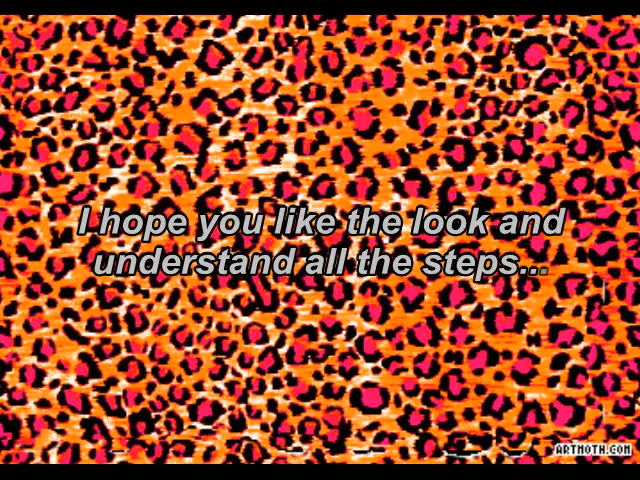 I hope you like the look and
understand all the steps...
ARTMOTH.COM